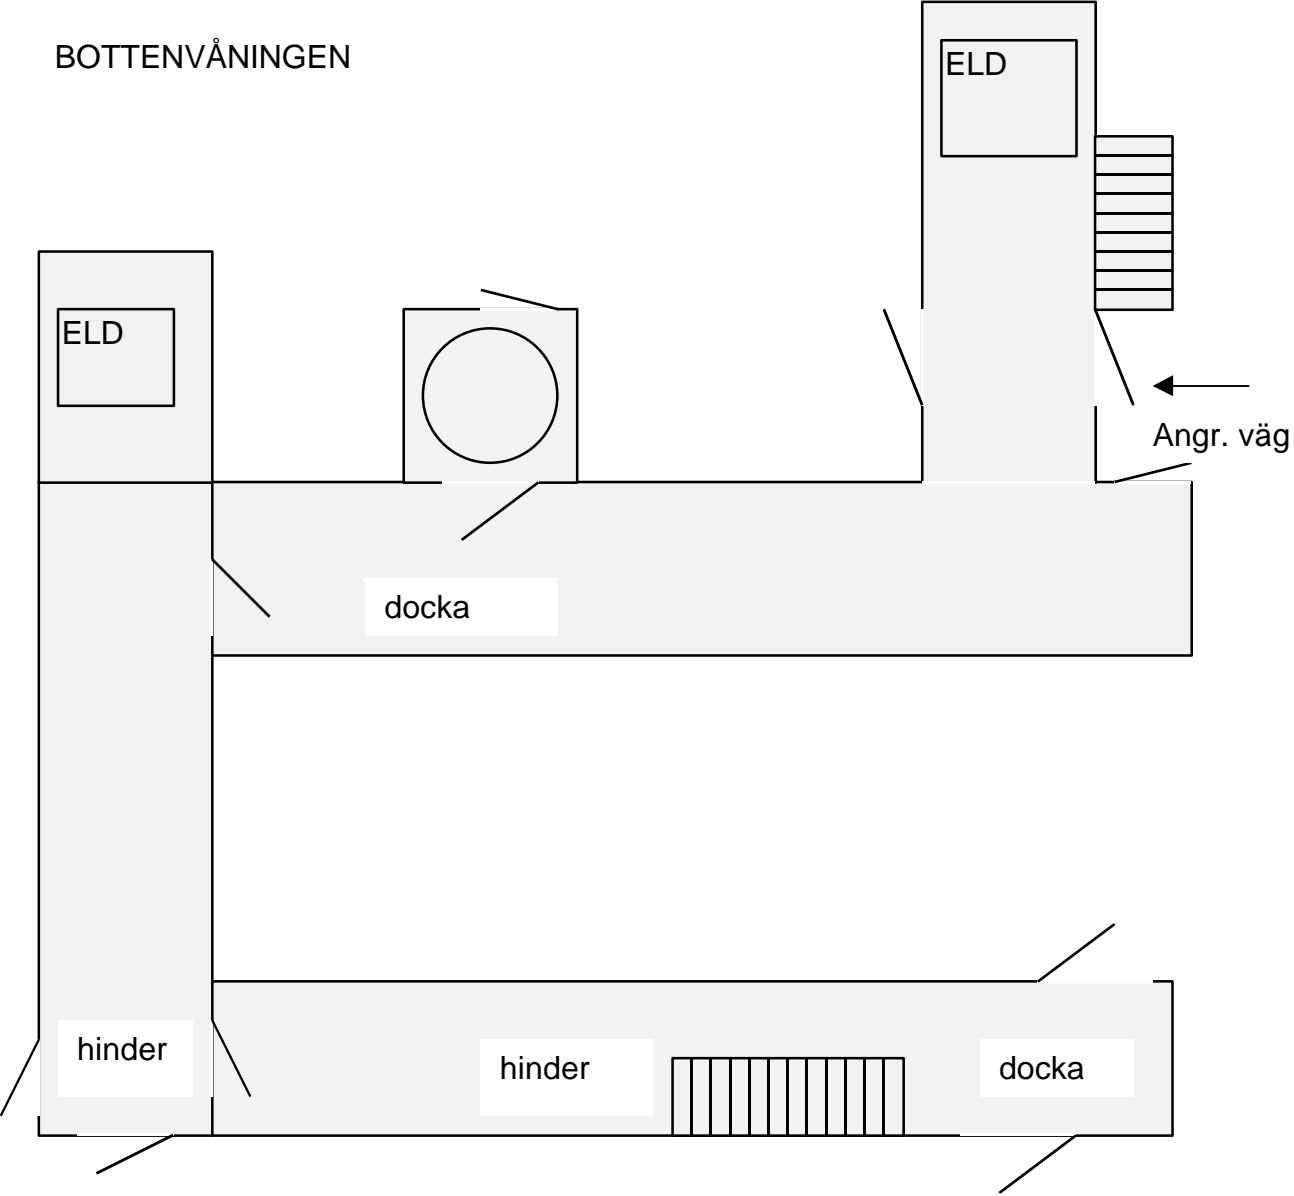 BOTTENVÅNINGEN
ELD
ELD
Angr. väg
docka
hinder
hinder
docka